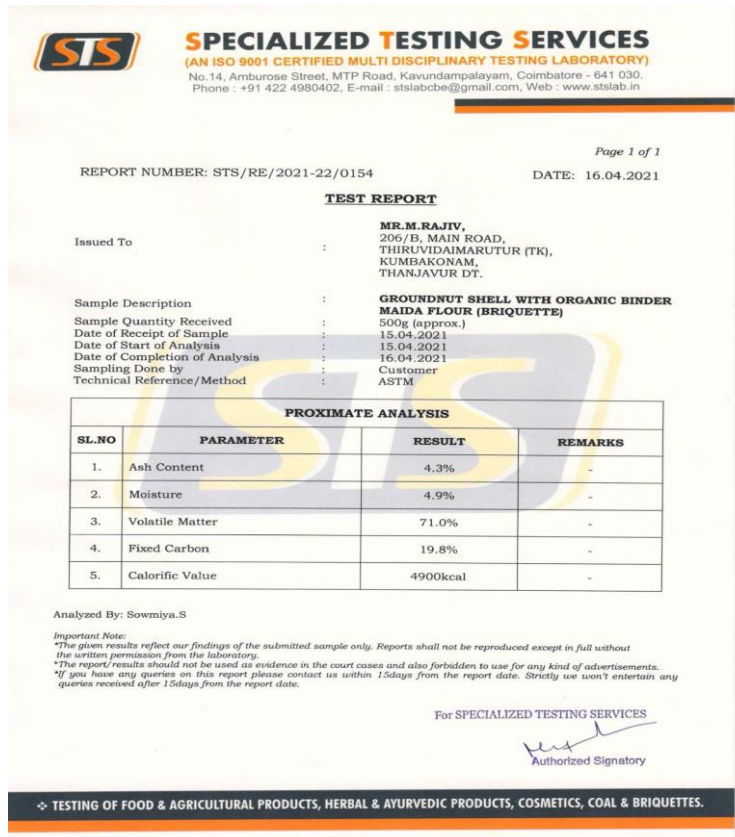 STS
SPECIALIZED TESTING SERVICES
(AN ISO 9001 CERTIFIED MULTI DISCIPLINARY TESTING LABORATORY)
No.14, Amburose Street, MTP Road, Kavundampalayam, Coimbatore - 641 030.
Phone : +91 422 4980402, E-mail : stslabcbe@gmail.com, Web : www.stslab.in
Page 1 of 1
REPORT NUMBER: STS/RE/2021-22/0154 DATE: 16.04.2021
TEST REPORT
Issued To : MR.M.RAJIV,
206/B, MAIN ROAD,
THIRUVIDAIMARUTUR (TK),
KUMBAKONAM,
THANJAVUR DT.
Sample Description : GROUNDNUT SHELL WITH ORGANIC BINDER
MAIDA FLOUR (BRIQUETTE)
Sample Quantity Received : 500g (approx.)
Date of Receipt of Sample : 15.04.2021
Date of Start of Analysis : 15.04.2021
Date of Completion of Analysis : 16.04.2021
Sampling Done by : Customer
Technical Reference/Method : ASTM
STS
PROXIMATE ANALYSIS
SL.NO PARAMETER RESULT REMARKS
1. Ash Content 4.3% -
2. Moisture 4.9% -
3. Volatile Matter 71.0% -
4. Fixed Carbon 19.8% -
5. Calorific Value 4900kcal -
Analyzed By: Sowmiya.S
Important Note:
*The given results reflect our findings of the submitted sample only. Reports shall not be reproduced except in full without
the written permission from the laboratory.
*The report/results should not be used as evidence in the court cases and also forbidden to use for any kind of advertisements.
*If you have any queries on this report please contact us within 15days from the report date. Strictly we won't entertain any
queries received after 15days from the report date.
For SPECIALIZED TESTING SERVICES
Authorized Signatory
❖ TESTING OF FOOD & AGRICULTURAL PRODUCTS, HERBAL & AYURVEDIC PRODUCTS, COSMETICS, COAL & BRIQUETTES.